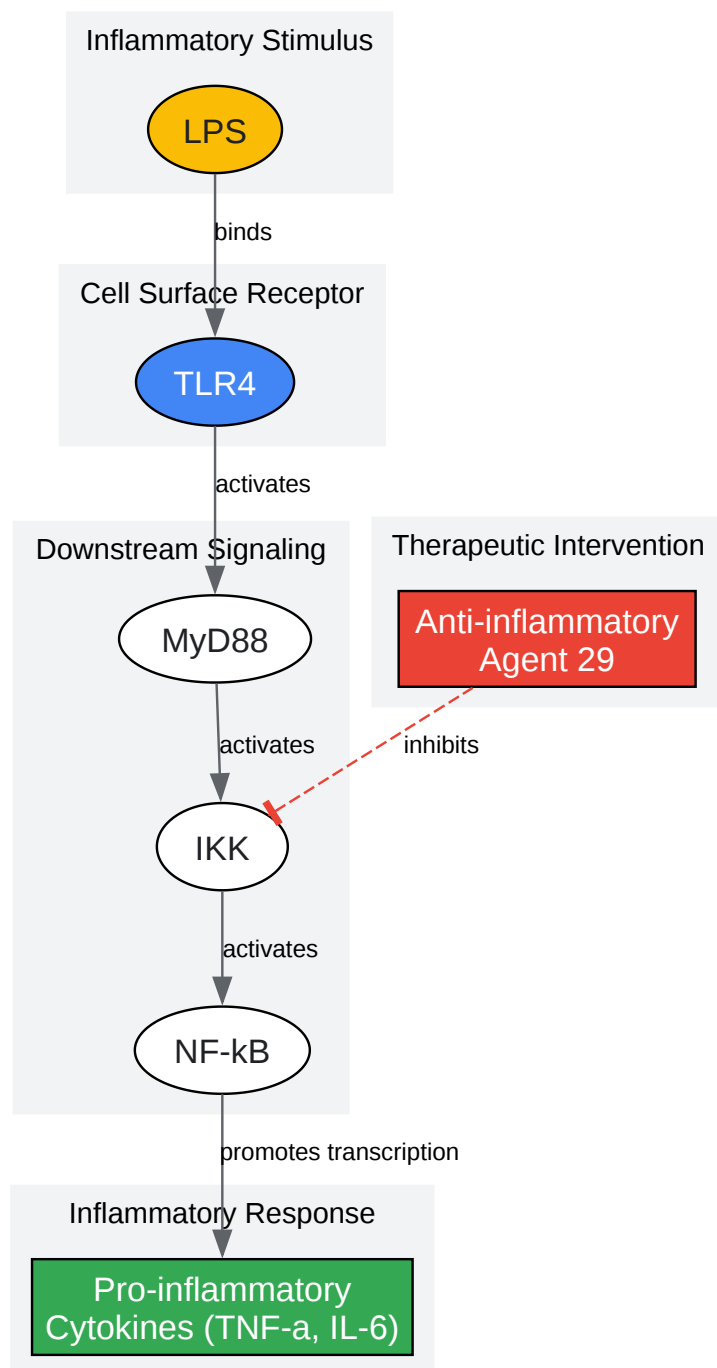 Inflammatory Stimulus
LPS
binds
Cell Surface Receptor
TLR4
activates
Downstream Signaling
MyD88
Therapeutic Intervention
Anti-inflammatory
Agent 29
activates
inhibits
IKK
activates
NF-kB
promotes transcription
Inflammatory Response
Pro-inflammatory
Cytokines (TNF-a, IL-6)